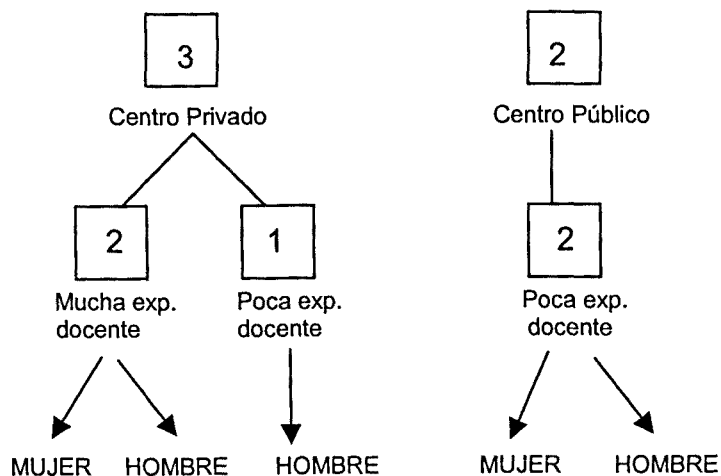 3 2
Centro Privado Centro Público
2 1 2
Mucha exp. Poca exp. Poca exp.
docente docente docente
MUJER HOMBRE HOMBRE MUJER HOMBRE